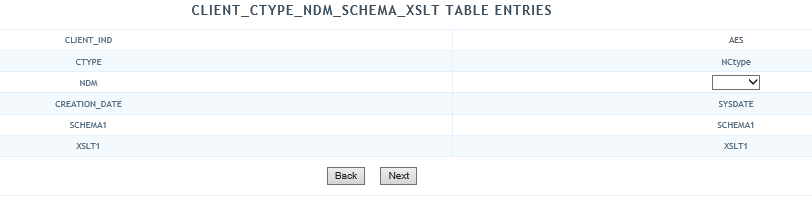 CLIENT_CTYPE_NDM_SCHEMA_XSLT TABLE ENTRIES
CLIENT_IND AES
CTYPE NCtype
NDM
CREATION_DATE SYSDATE
SCHEMA1 SCHEMA1
XSLT1 XSLT1
Back Next